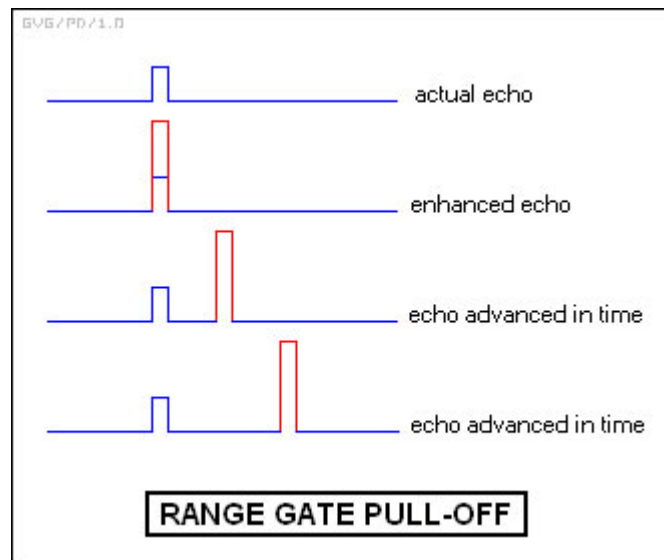 GVG/PD/1.0
actual echo
enhanced echo
echo advanced in time
echo advanced in time
RANGE GATE PULL-OFF